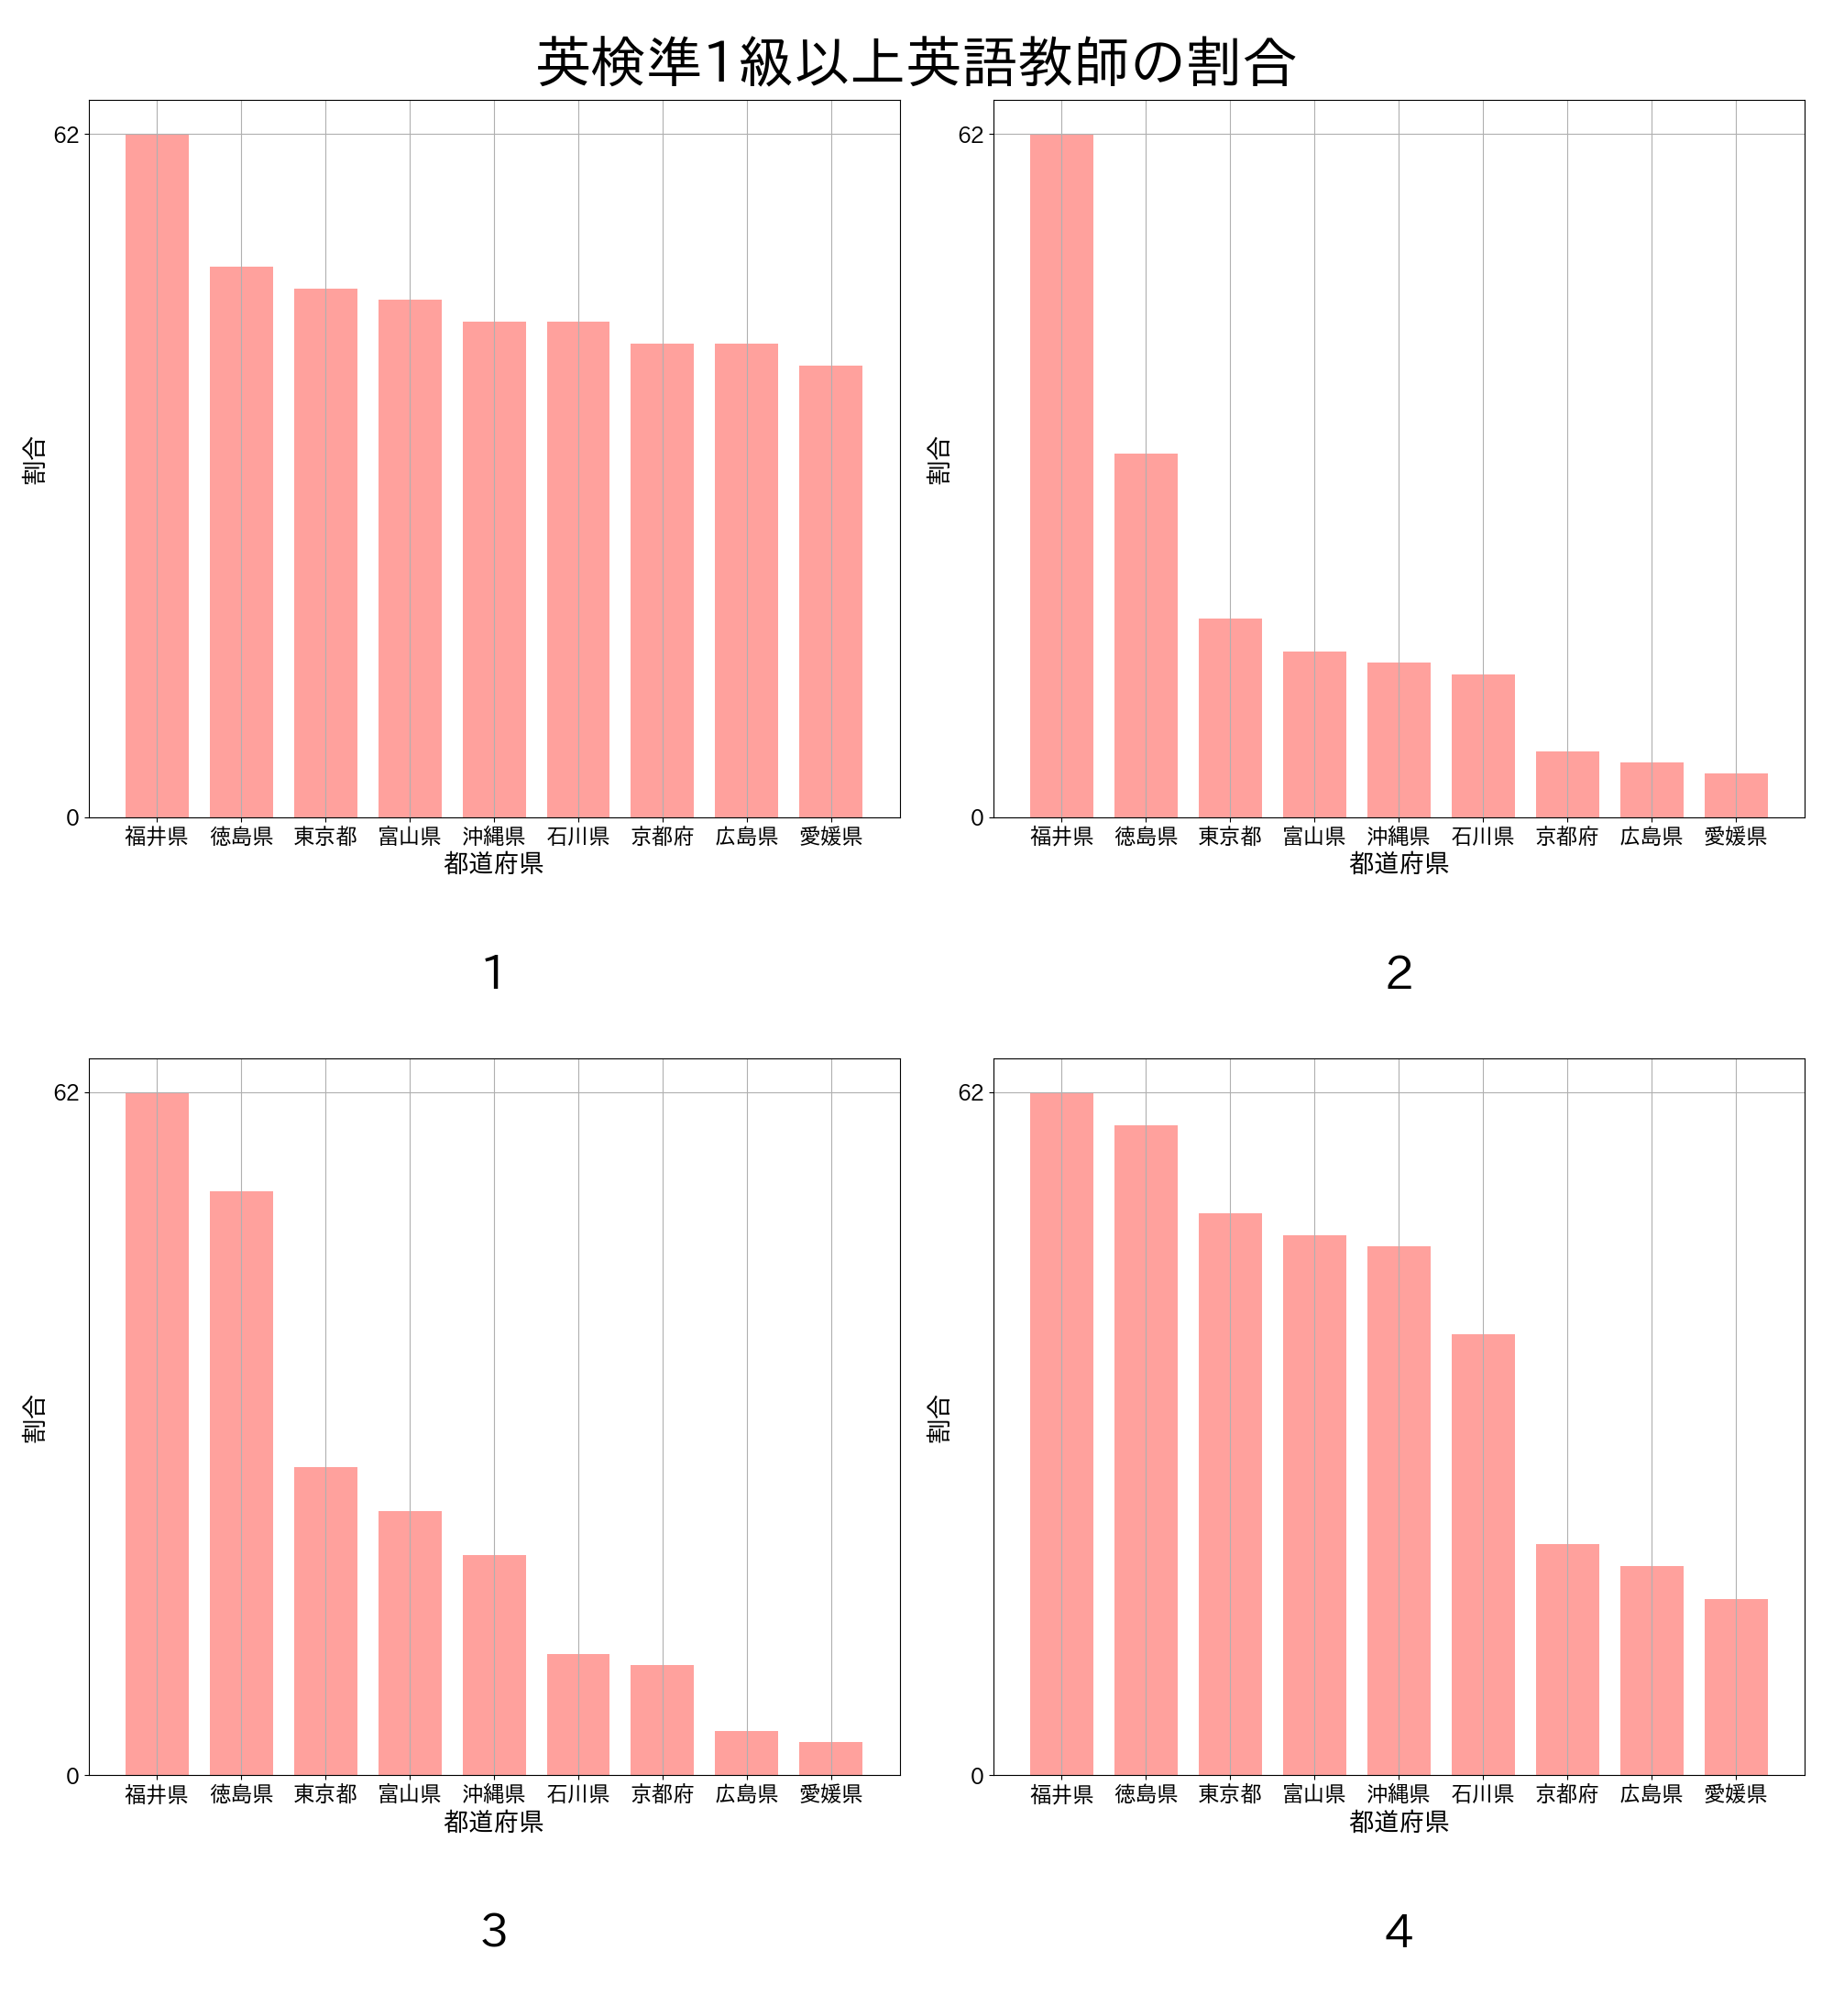 英検準1級以上英語教師の割合
62
0
割合
福井県 徳島県 東京都 富山県 沖縄県 石川県 京都府 広島県 愛媛県
都道府県
1
62
0
割合
福井県 徳島県 東京都 富山県 沖縄県 石川県 京都府 広島県 愛媛県
都道府県
2
62
0
割合
福井県 徳島県 東京都 富山県 沖縄県 石川県 京都府 広島県 愛媛県
都道府県
3
62
0
割合
福井県 徳島県 東京都 富山県 沖縄県 石川県 京都府 広島県 愛媛県
都道府県
4